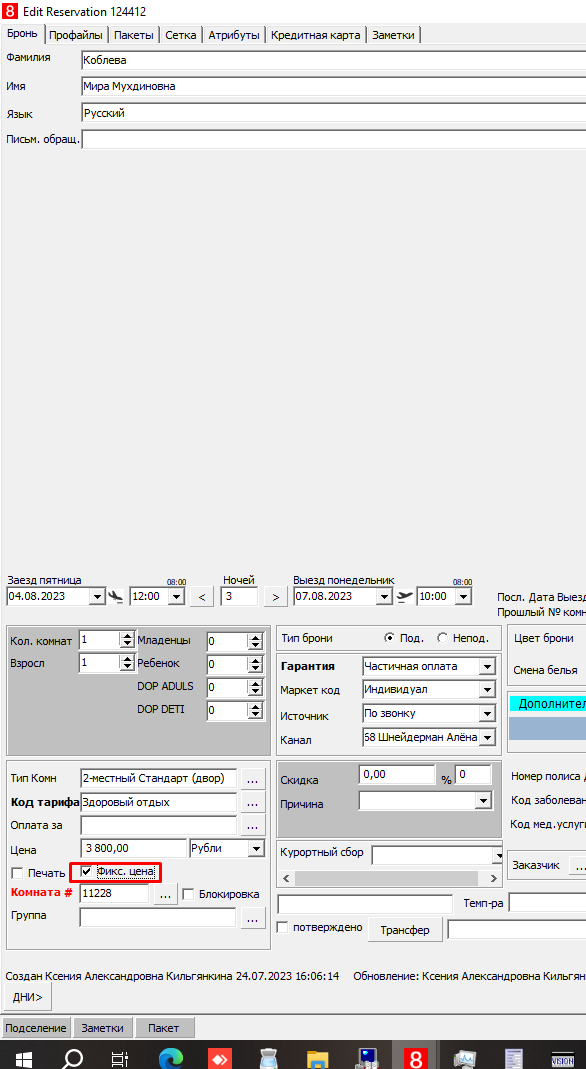 8 Edit Reservation 124412
Бронь Профайлы Пакеты Сетка Атрибуты Кредитная карта Заметки
Фамилия Коблева
Имя Мира Мухдиновна
Язык Русский
Письм. обращ.
Заезд пятница 08:00 Ночей Выезд понедельник 08:00
04.08.2023 12:00 < 3 > 07.08.2023 10:00
Посл. Дата Выезд
Прошлый № комн
Кол. комнат 1 Младенцы 0
Взросл 1 Ребенок 0
DOP ADULS 0
DOP DETI 0
Тип брони Под. Непод.
Гарантия Частичная оплата
Маркет код Индивидуал
Источник По звонку
Канал 58 Шнейдерман Алёна
Цвет брони
Смена белья
Дополнител
Тип Комн 2-местный Стандарт (двор) ...
Код тарифа Здоровый отдых ...
Оплата за ...
Цена 3 800,00 Рубли
Печать Фикс. цена
Комната # 11228 ... Блокировка
Группа ...
Скидка 0,00 % 0
Причина
Курортный сбор
< >
Темп-ра
потверждено Трансфер
Номер полиса Д
Код заболеван
Код мед.услуги
Заказчик ...
Создан Ксения Александровна Кильгянкина 24.07.2023 16:06:14 Обновление: Ксения Александровна Кильгян
ДНИ>
Подселение Заметки Пакет
8 VISION